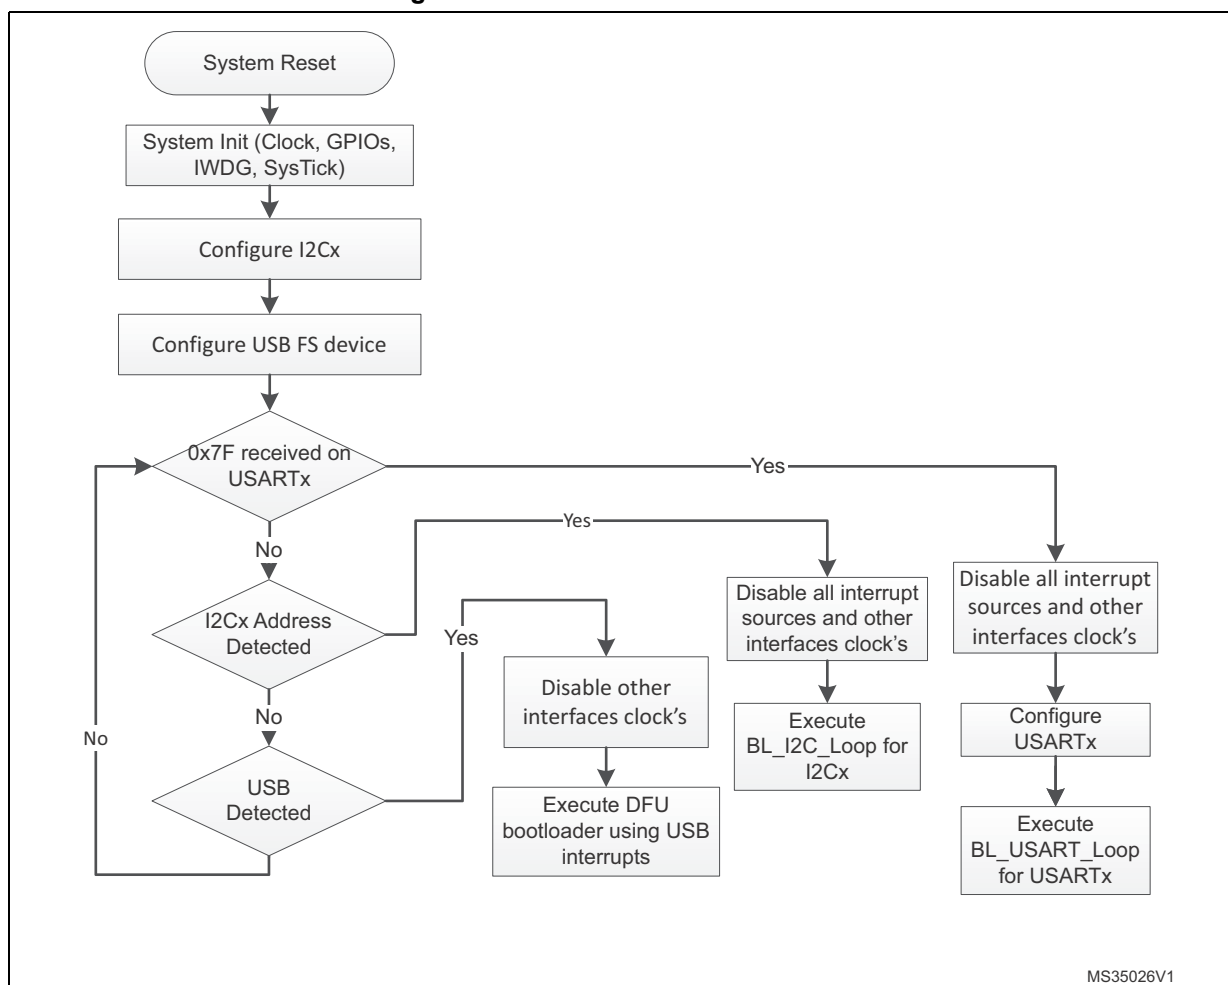 System Reset
System Init (Clock, GPIOs,
IWDG, SysTick)
Configure I2Cx
Configure USB FS device
0x7F received on
USARTx
Yes
No
Yes
I2Cx Address
Detected
Yes
Disable all interrupt
sources and other
interfaces clock's
Disable all interrupt
sources and other
interfaces clock's
Disable other
interfaces clock's
Execute
BL_I2C_Loop for
I2Cx
Configure
USARTx
No
No
USB
Detected
Execute DFU
bootloader using USB
interrupts
Execute
BL_USART_Loop
for USARTx
MS35026V1